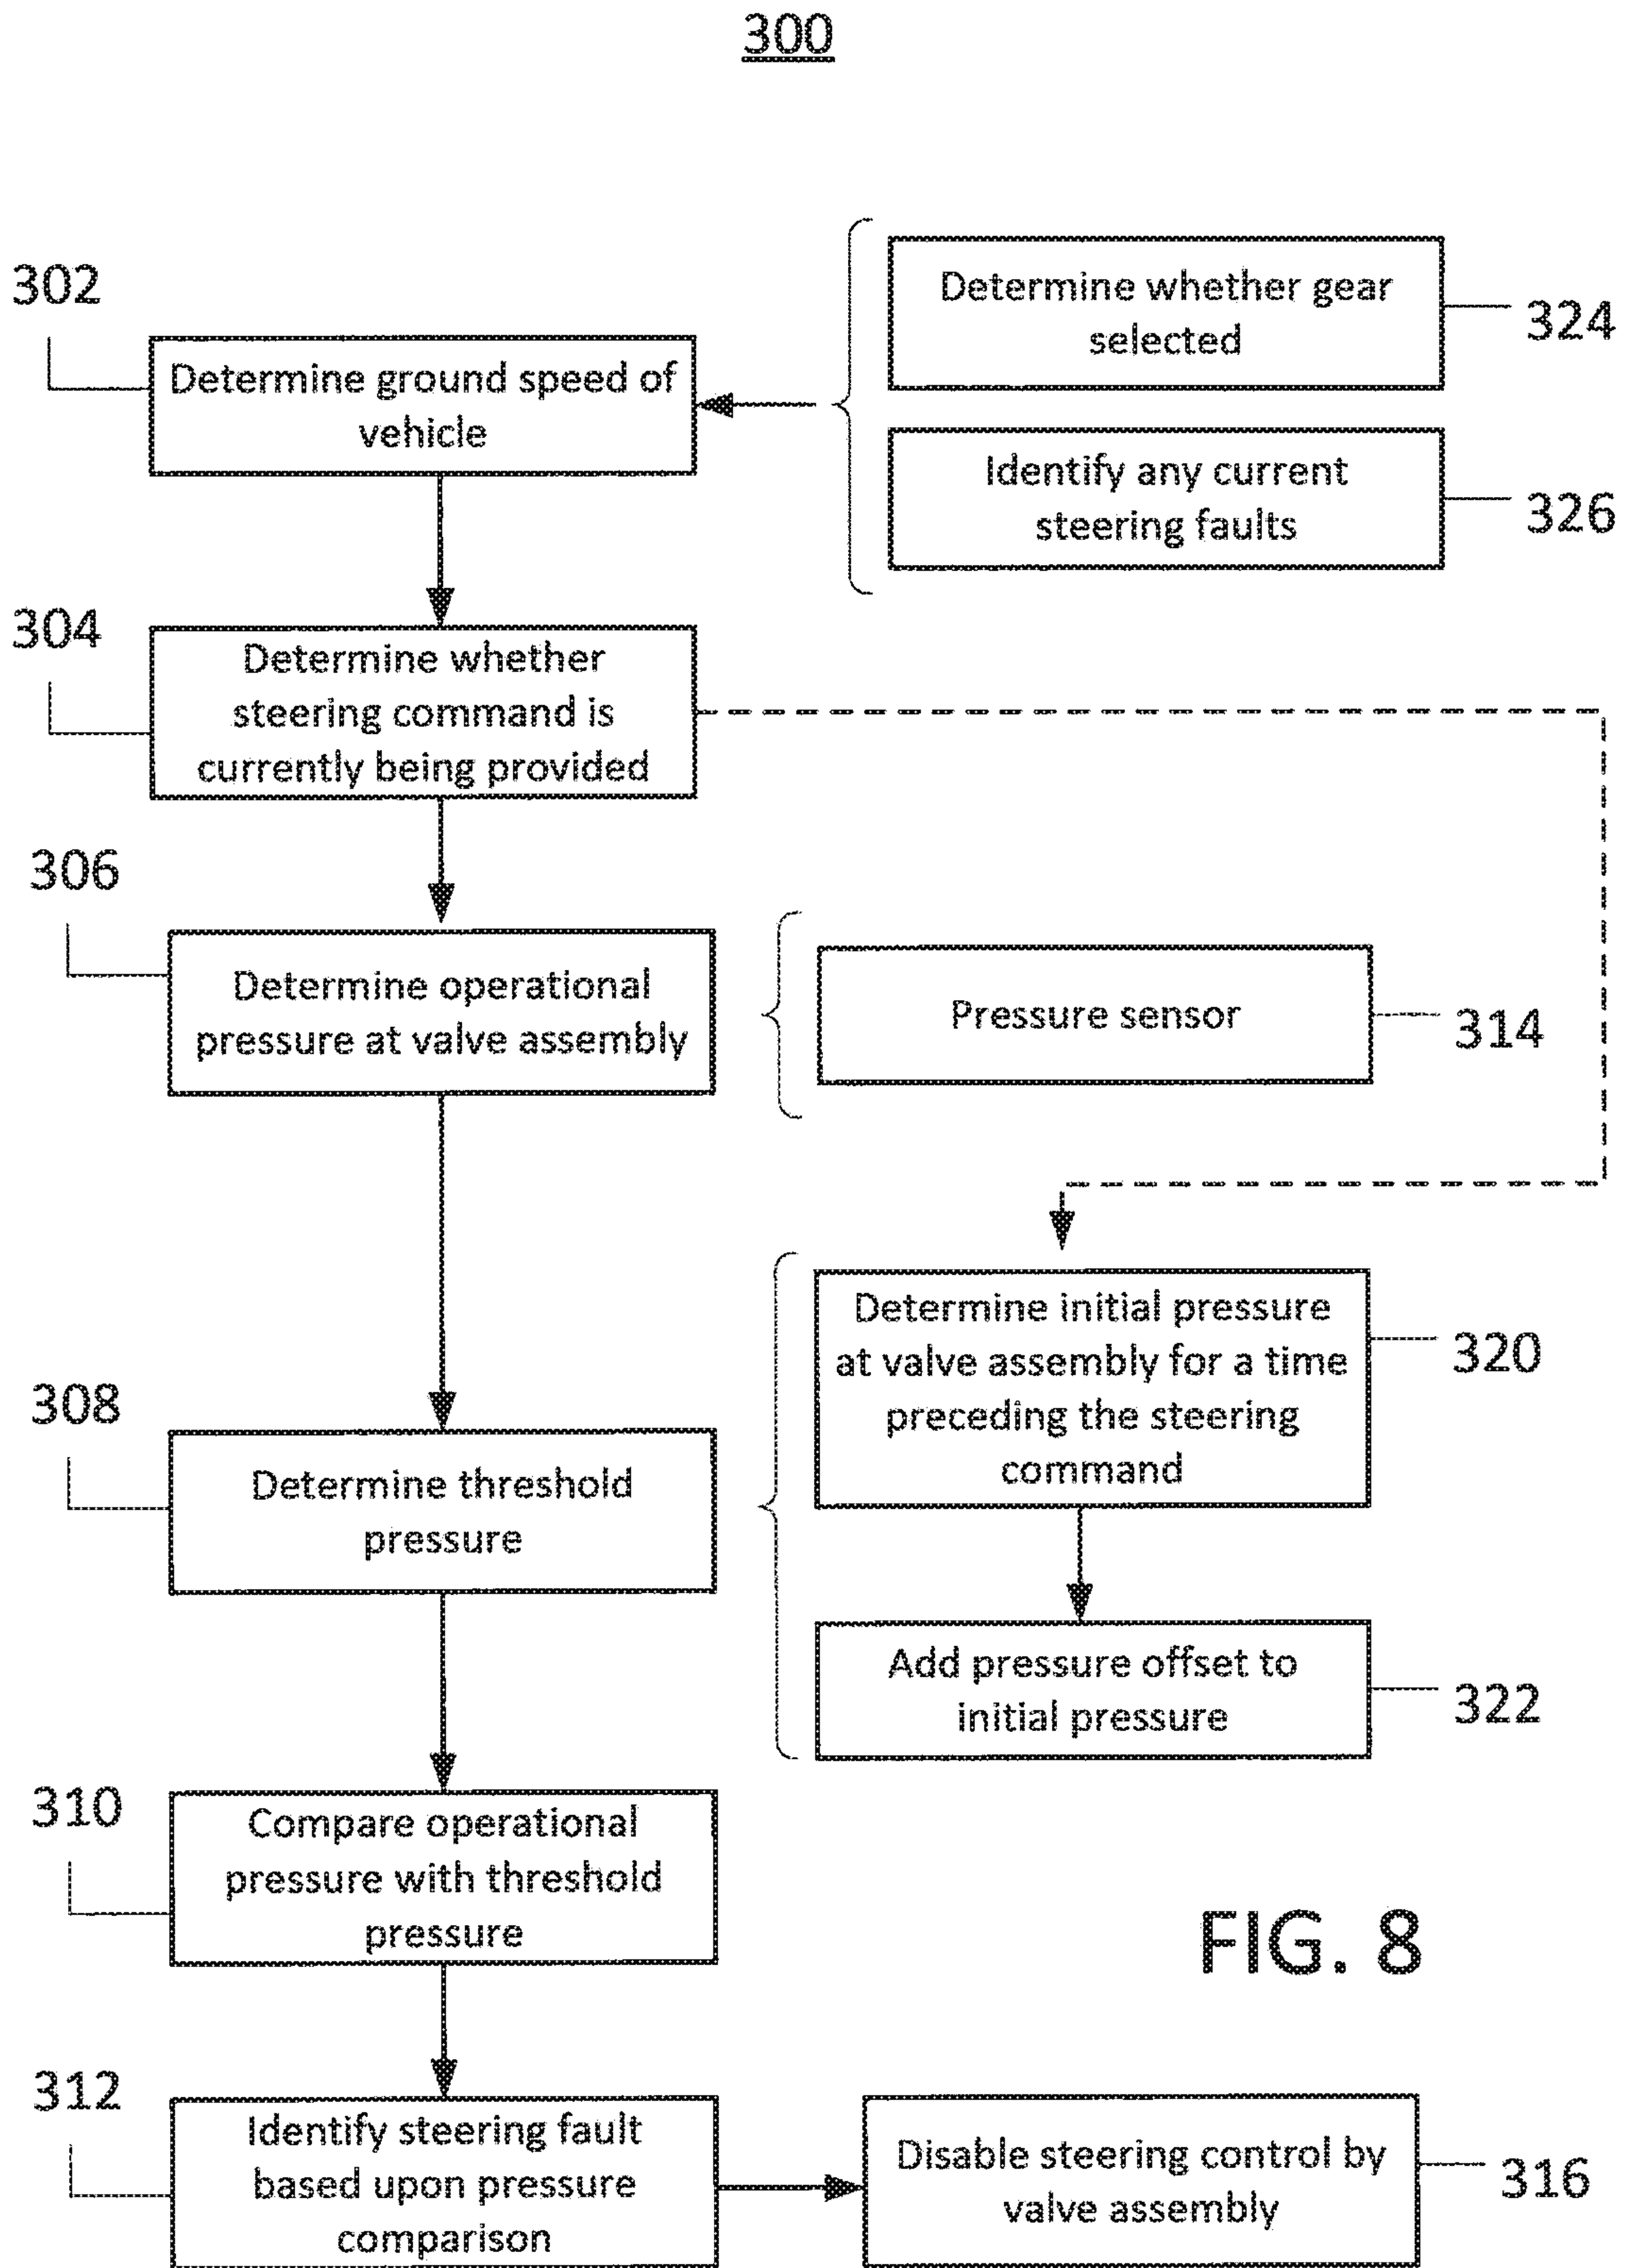 300
302
Determine ground speed of
vehicle
Determine whether gear
selected
324
Identify any current
steering faults
326
304
Determine whether
steering command is
currently being provided
306
Determine operational
pressure at valve assembly
Pressure sensor
314
308
Determine threshold
pressure
Determine initial pressure
at valve assembly for a time
preceding the steering
command
320
Add pressure offset to
initial pressure
322
310
Compare operational
pressure with threshold
pressure
FIG. 8
312
Identify steering fault
based upon pressure
comparison
Disable steering control by
valve assembly
316